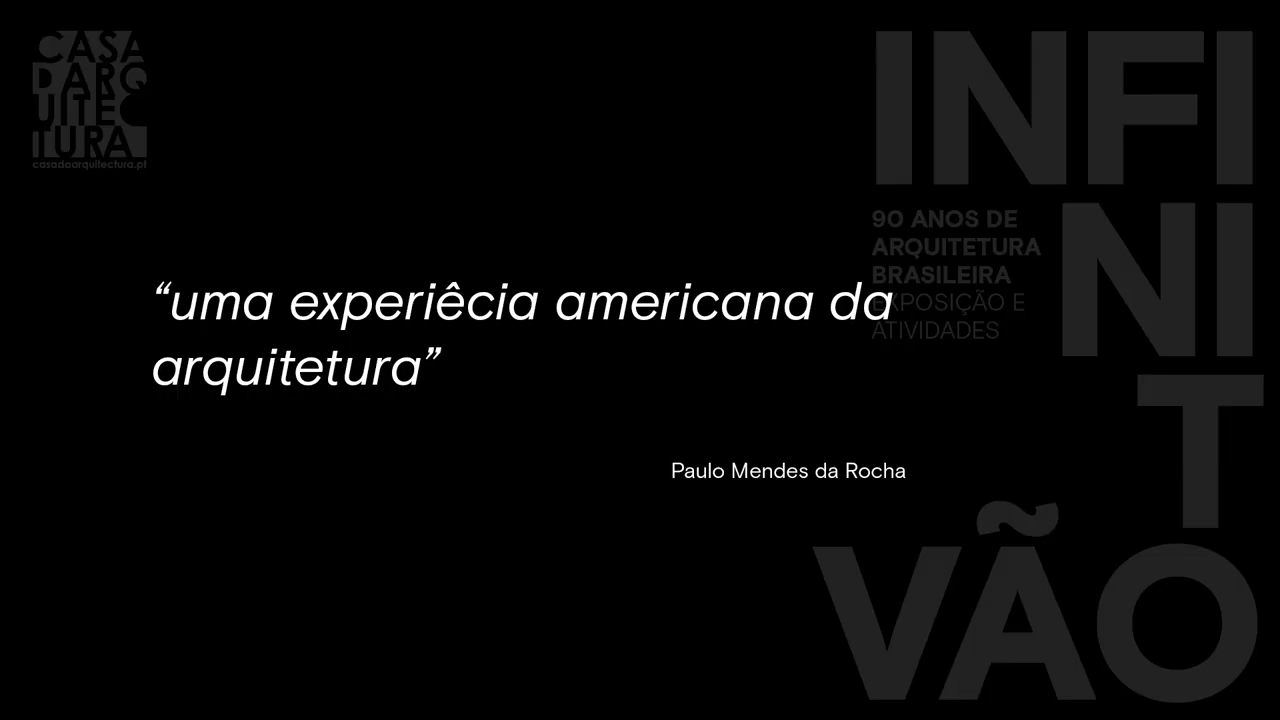 CASA
DARQ
UITEC
TURA
casadaarquitectura.pt
INFI
NI
T
VÃO
90 ANOS DE
ARQUITETURA
BRASILEIRA
EXPOSIÇÃO E
ATIVIDADES
“uma experiêcia americana da
arquitetura”
Paulo Mendes da Rocha